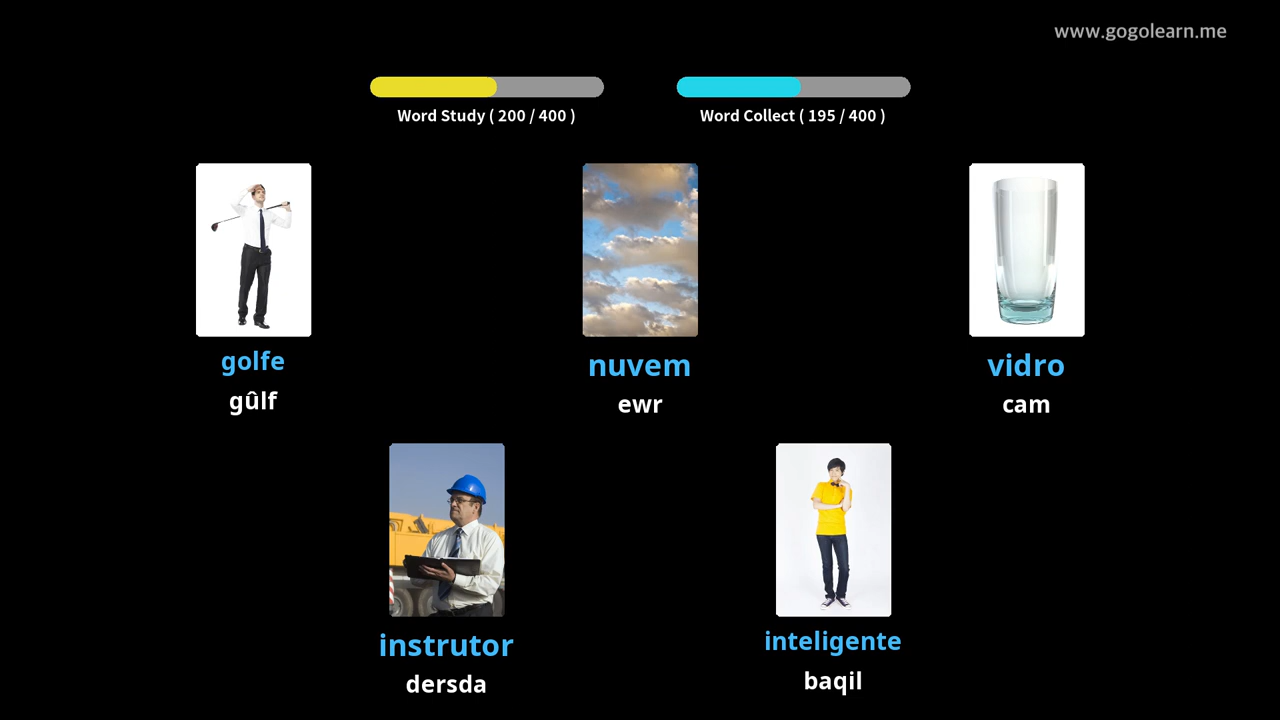 www.gogolearn.me
Word Study ( 200 / 400 )
Word Collect ( 195 / 400 )
golfe
gûlf
nuvem
ewr
vidro
cam
instrutor
dersda
inteligente
baqil